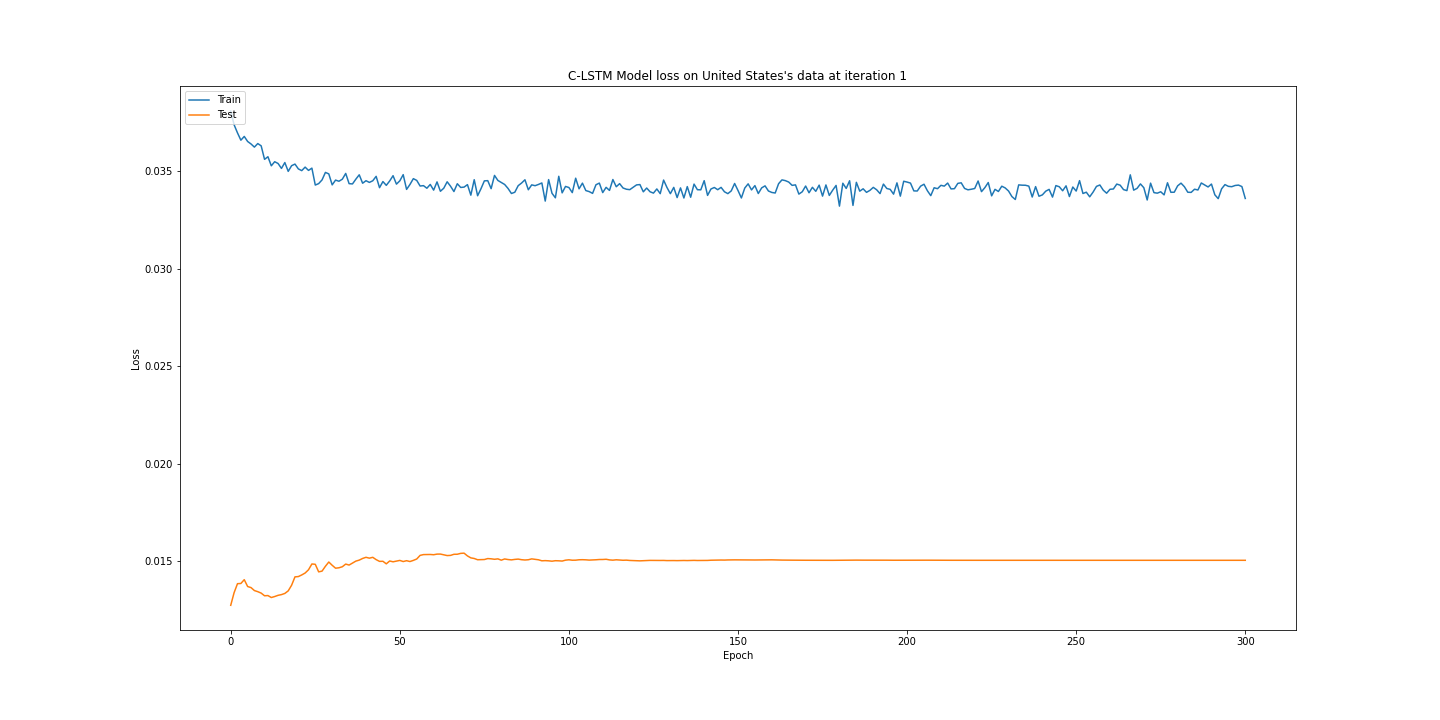 C-LSTM Model loss on United States's data at iteration 1
Train
Test
0.035
0.030
0.025
0.020
0.015
Loss
0 50 100 150 200 250 300
Epoch